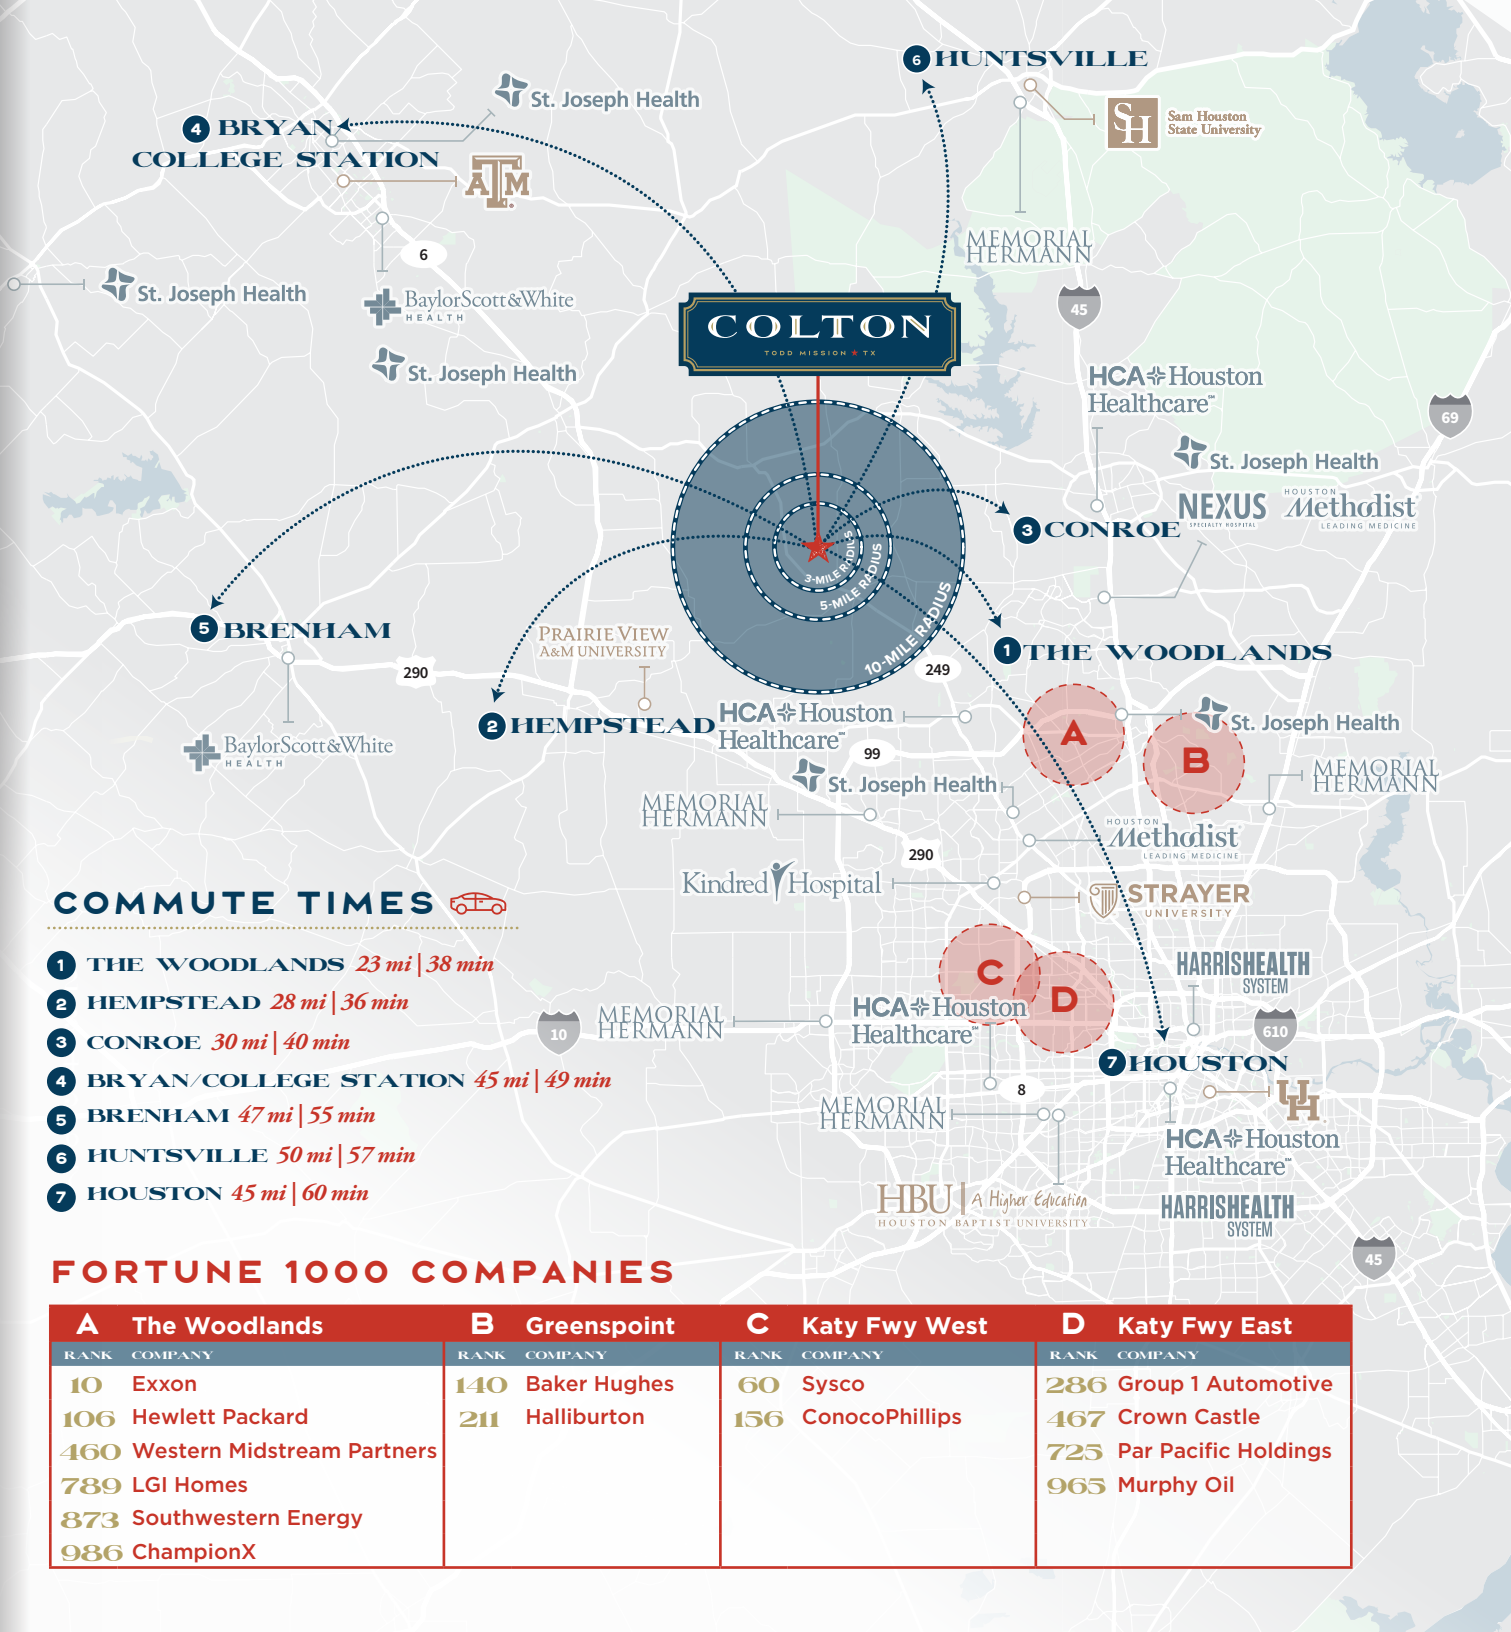 6 HUNTSVILLE
St. Joseph Health
4 BRYAN
COLLEGE STATION
ATM
SH
Sam Houston
State University
6
MEMORIAL
HERMANN
St. Joseph Health
BaylorScott&White
HEALTH
45
COLTON
TODD MISSION ★ TX
St. Joseph Health
HCA Houston
Healthcare℠
69
St. Joseph Health
NEXUS
SPECIALTY HOSPITAL
HOUSTON
Methodist
LEADING MEDICINE
3 CONROE
3-MILE RADIUS
5-MILE RADIUS
10-MILE RADIUS
5 BRENHAM
PRAIRIE VIEW
A&M UNIVERSITY
1 THE WOODLANDS
290
249
2 HEMPSTEAD
HCA Houston
Healthcare℠
A
St. Joseph Health
B
BaylorScott&White
HEALTH
99
St. Joseph Health
MEMORIAL
HERMANN
MEMORIAL
HERMANN
HOUSTON
Methodist
LEADING MEDICINE
290
Kindred Hospital
STRAYER
UNIVERSITY
COMMUTE TIMES
1 THE WOODLANDS 23 mi | 38 min
2 HEMPSTEAD 28 mi | 36 min
3 CONROE 30 mi | 40 min
4 BRYAN/COLLEGE STATION 45 mi | 49 min
5 BRENHAM 47 mi | 55 min
6 HUNTSVILLE 50 mi | 57 min
7 HOUSTON 45 mi | 60 min
C
D
HARRISHEALTH
SYSTEM
10
MEMORIAL
HERMANN
HCA Houston
Healthcare℠
610
7 HOUSTON
8
UH
MEMORIAL
HERMANN
HCA Houston
Healthcare℠
HBU | A Higher Education
HOUSTON BAPTIST UNIVERSITY
HARRISHEALTH
SYSTEM
45
FORTUNE 1000 COMPANIES
A The Woodlands B Greenspoint C Katy Fwy West D Katy Fwy East
RANK COMPANY RANK COMPANY RANK COMPANY RANK COMPANY
10 Exxon 140 Baker Hughes 60 Sysco 286 Group 1 Automotive
106 Hewlett Packard 211 Halliburton 156 ConocoPhillips 467 Crown Castle
460 Western Midstream Partners 725 Par Pacific Holdings
789 LGI Homes 965 Murphy Oil
873 Southwestern Energy
986 ChampionX